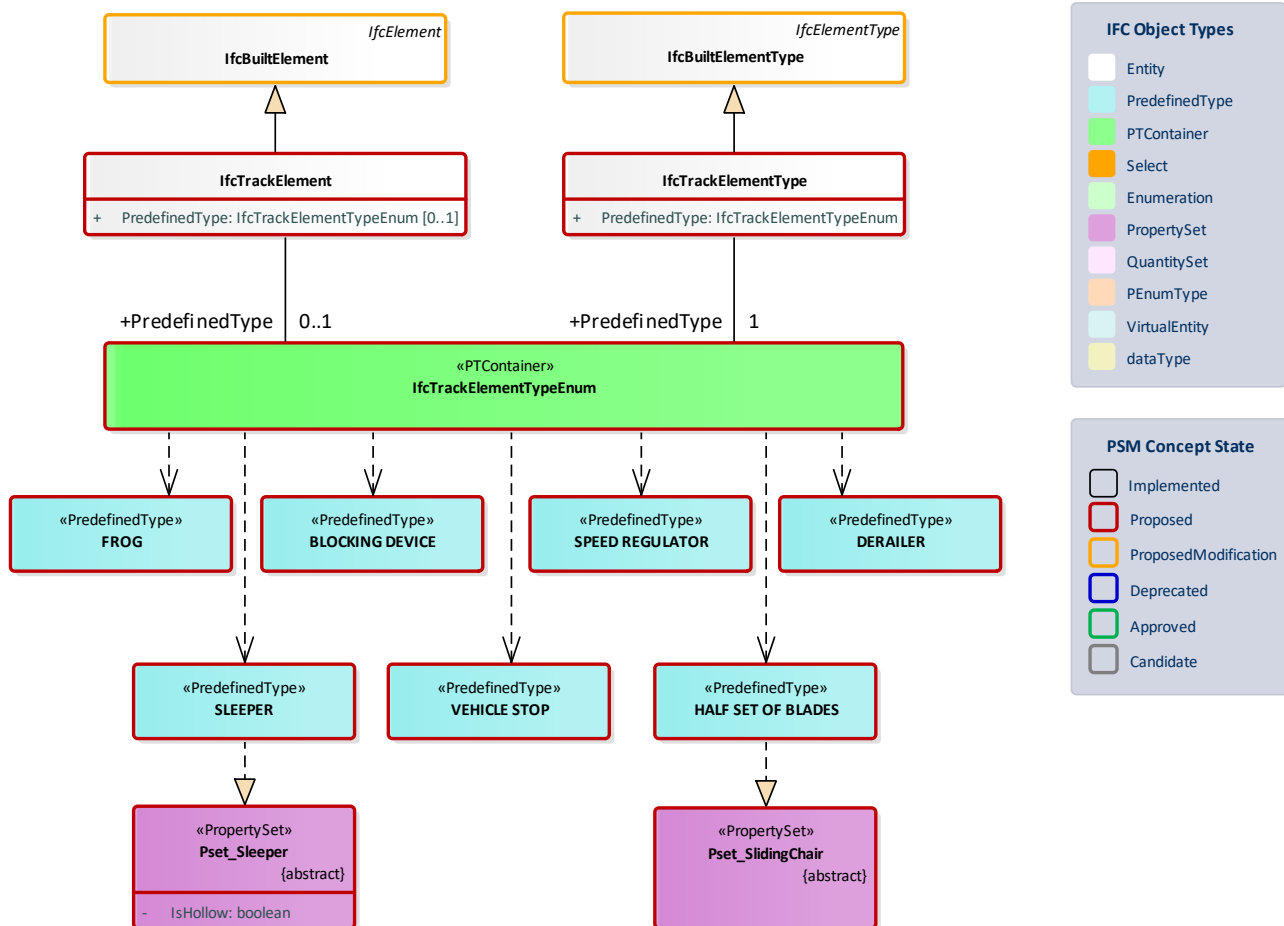 IfcElement
IfcBuiltElement
IfcElementType
IfcBuiltElementType
IfcTrackElement
+ PredefinedType: IfcTrackElementTypeEnum [0..1]
IfcTrackElementType
+ PredefinedType: IfcTrackElementTypeEnum
+PredefinedType 0..1
+PredefinedType 1
«PTContainer»
IfcTrackElementTypeEnum
«PredefinedType»
FROG
«PredefinedType»
BLOCKING DEVICE
«PredefinedType»
SPEED REGULATOR
«PredefinedType»
DERAILER
«PredefinedType»
SLEEPER
«PredefinedType»
VEHICLE STOP
«PredefinedType»
HALF SET OF BLADES
«PropertySet»
Pset_Sleeper
{abstract}
- IsHollow: boolean
«PropertySet»
Pset_SlidingChair
{abstract}
IFC Object Types
Entity
PredefinedType
PTContainer
Select
Enumeration
PropertySet
QuantitySet
PEnumType
VirtualEntity
dataType
PSM Concept State
Implemented
Proposed
ProposedModification
Deprecated
Approved
Candidate